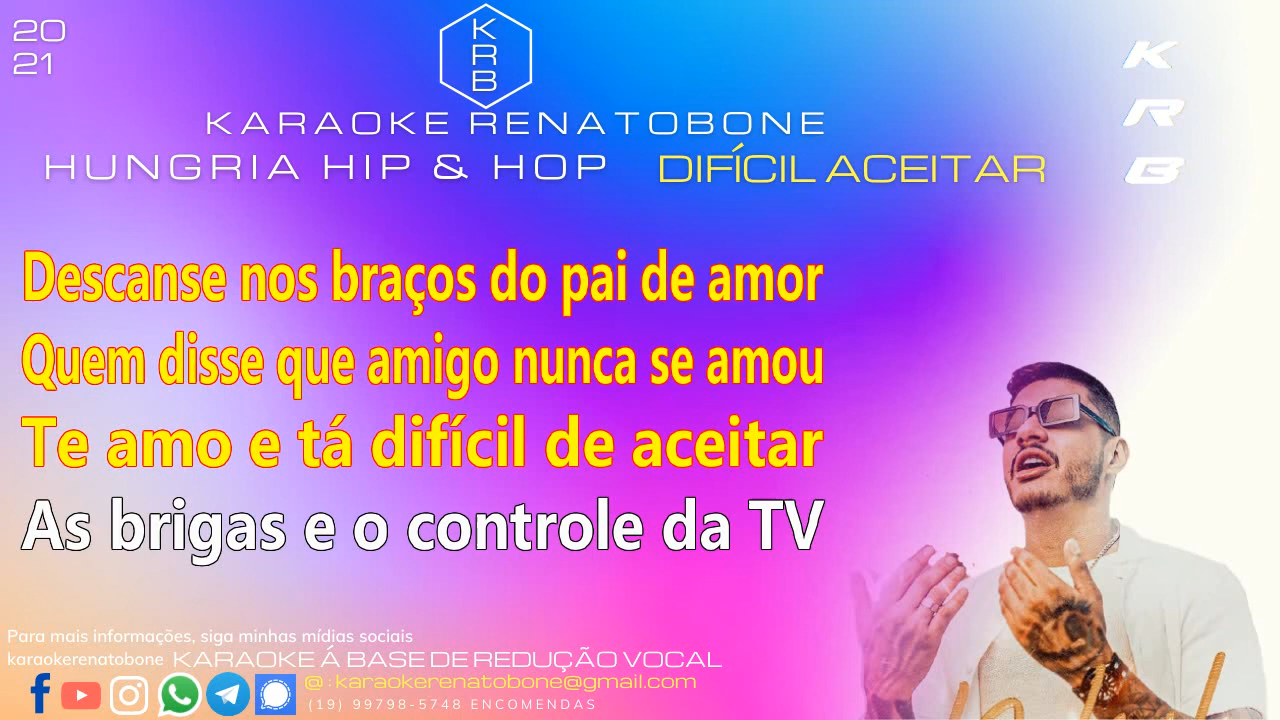 20
21
K
R
B
KARAOKE RENATOBONE
HUNGRIA HIP & HOP DIFÍCIL ACEITAR
K
R
B
Descanse nos braços do pai de amor
Quem disse que amigo nunca se amou
Te amo e tá difícil de aceitar
As brigas e o controle da TV
Para mais informações, siga minhas mídias sociais
karaokerenatobone KARAOKE Á BASE DE REDUÇÃO VOCAL
@ : karaokerenatobone@gmail.com
(19) 99798-5748 ENCOMENDAS